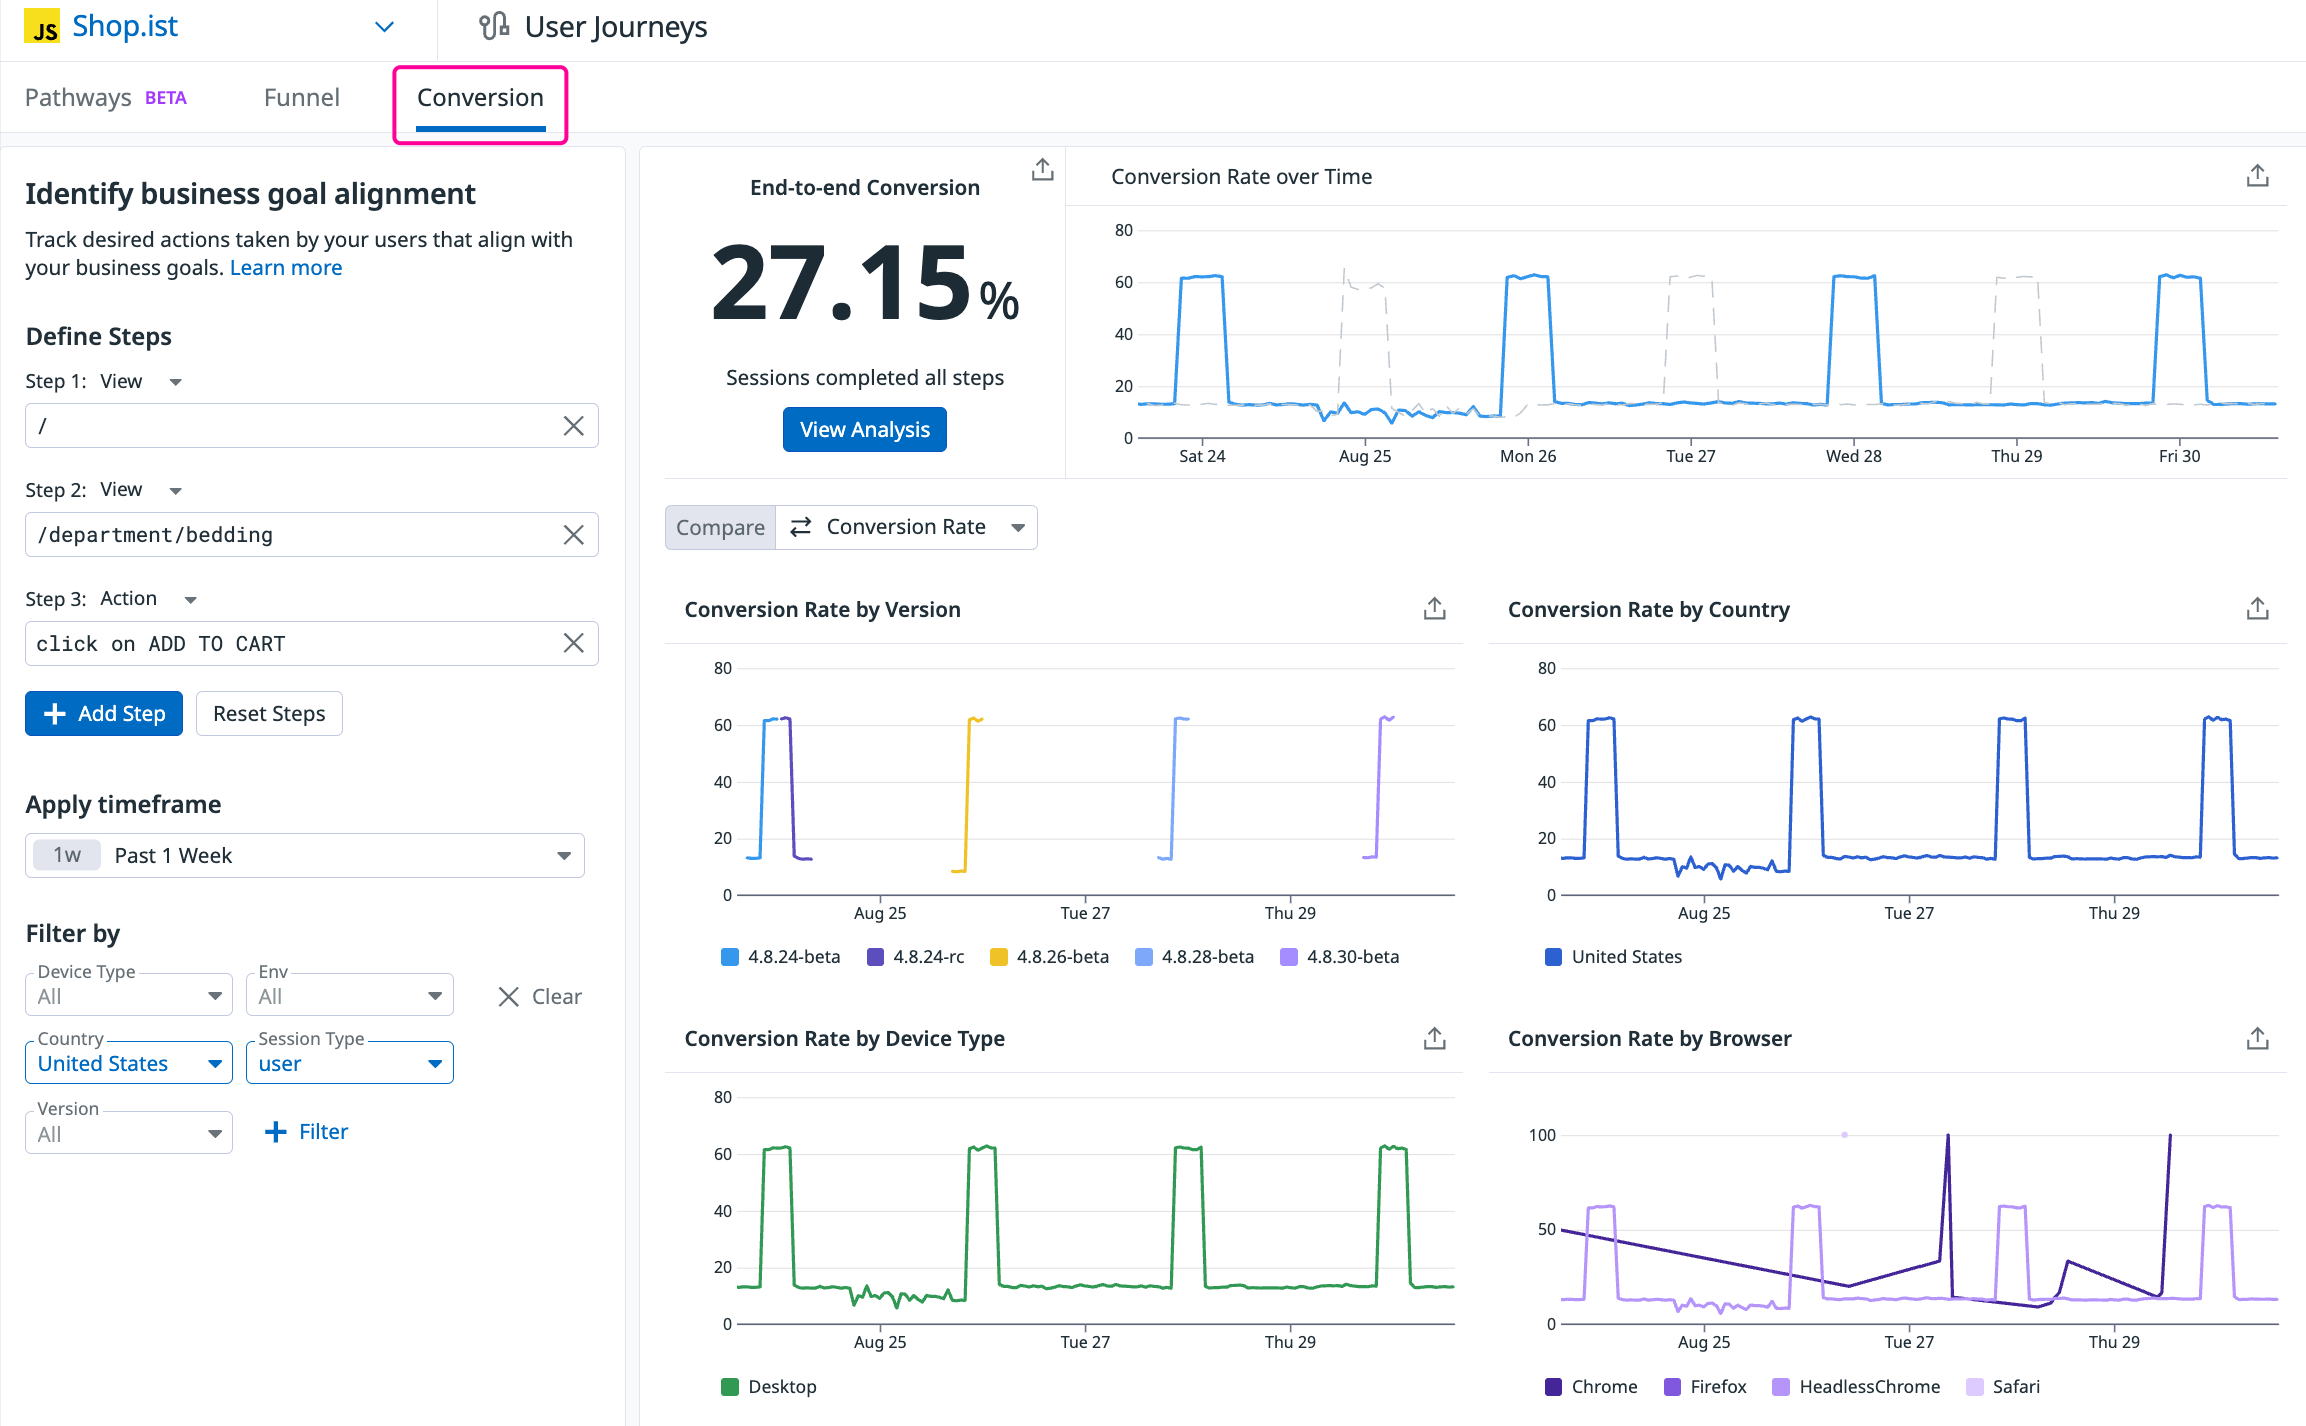 JS Shop.ist
User Journeys
Pathways BETA
Funnel
Conversion
Identify business goal alignment
Track desired actions taken by your users that align with
your business goals. Learn more
Define Steps
Step 1: View
/
Step 2: View
/department/bedding
Step 3: Action
click on ADD TO CART
Add Step
Reset Steps
Apply timeframe
1w Past 1 Week
Filter by
Device Type
All
Env
All
Clear
Country
United States
Session Type
user
Version
All
Filter
End-to-end Conversion
27.15%
Sessions completed all steps
View Analysis
Conversion Rate over Time
80
60
40
20
0
Sat 24 Aug 25 Mon 26 Tue 27 Wed 28 Thu 29 Fri 30
Compare Conversion Rate
Conversion Rate by Version
80
60
40
20
0
Aug 25 Tue 27 Thu 29
4.8.24-beta 4.8.24-rc 4.8.26-beta 4.8.28-beta 4.8.30-beta
Conversion Rate by Country
80
60
40
20
0
Aug 25 Tue 27 Thu 29
United States
Conversion Rate by Device Type
80
60
40
20
0
Aug 25 Tue 27 Thu 29
Desktop
Conversion Rate by Browser
100
50
0
Aug 25 Tue 27 Thu 29
Chrome Firefox HeadlessChrome Safari